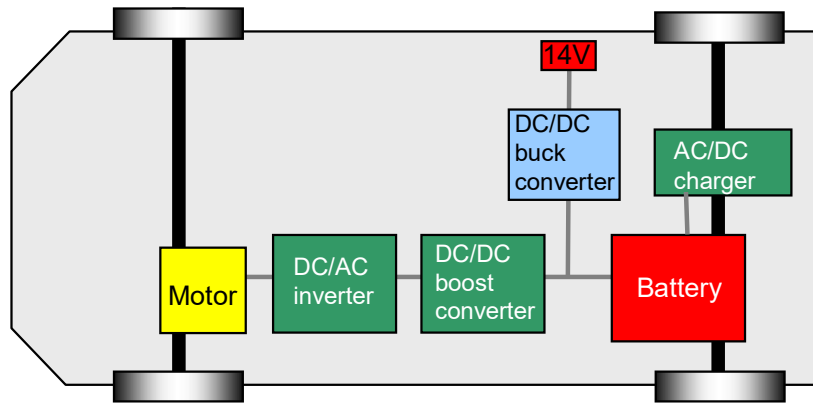 14V
DC/DC
buck
converter
AC/DC
charger
Motor
DC/AC
inverter
DC/DC
boost
converter
Battery